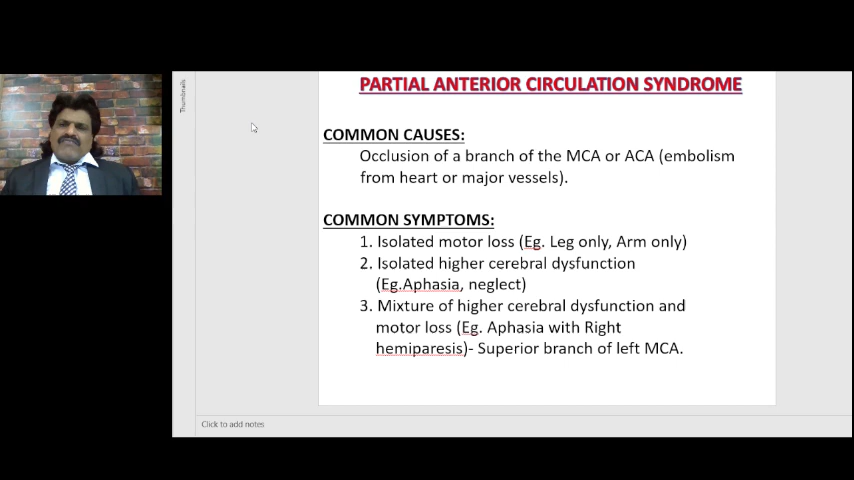 Thumbnails
PARTIAL ANTERIOR CIRCULATION SYNDROME
COMMON CAUSES:
Occlusion of a branch of the MCA or ACA (embolism
from heart or major vessels).
COMMON SYMPTOMS:
1. Isolated motor loss (Eg. Leg only, Arm only)
2. Isolated higher cerebral dysfunction
(Eg.Aphasia, neglect)
3. Mixture of higher cerebral dysfunction and
motor loss (Eg. Aphasia with Right
hemiparesis)- Superior branch of left MCA.
Click to add notes